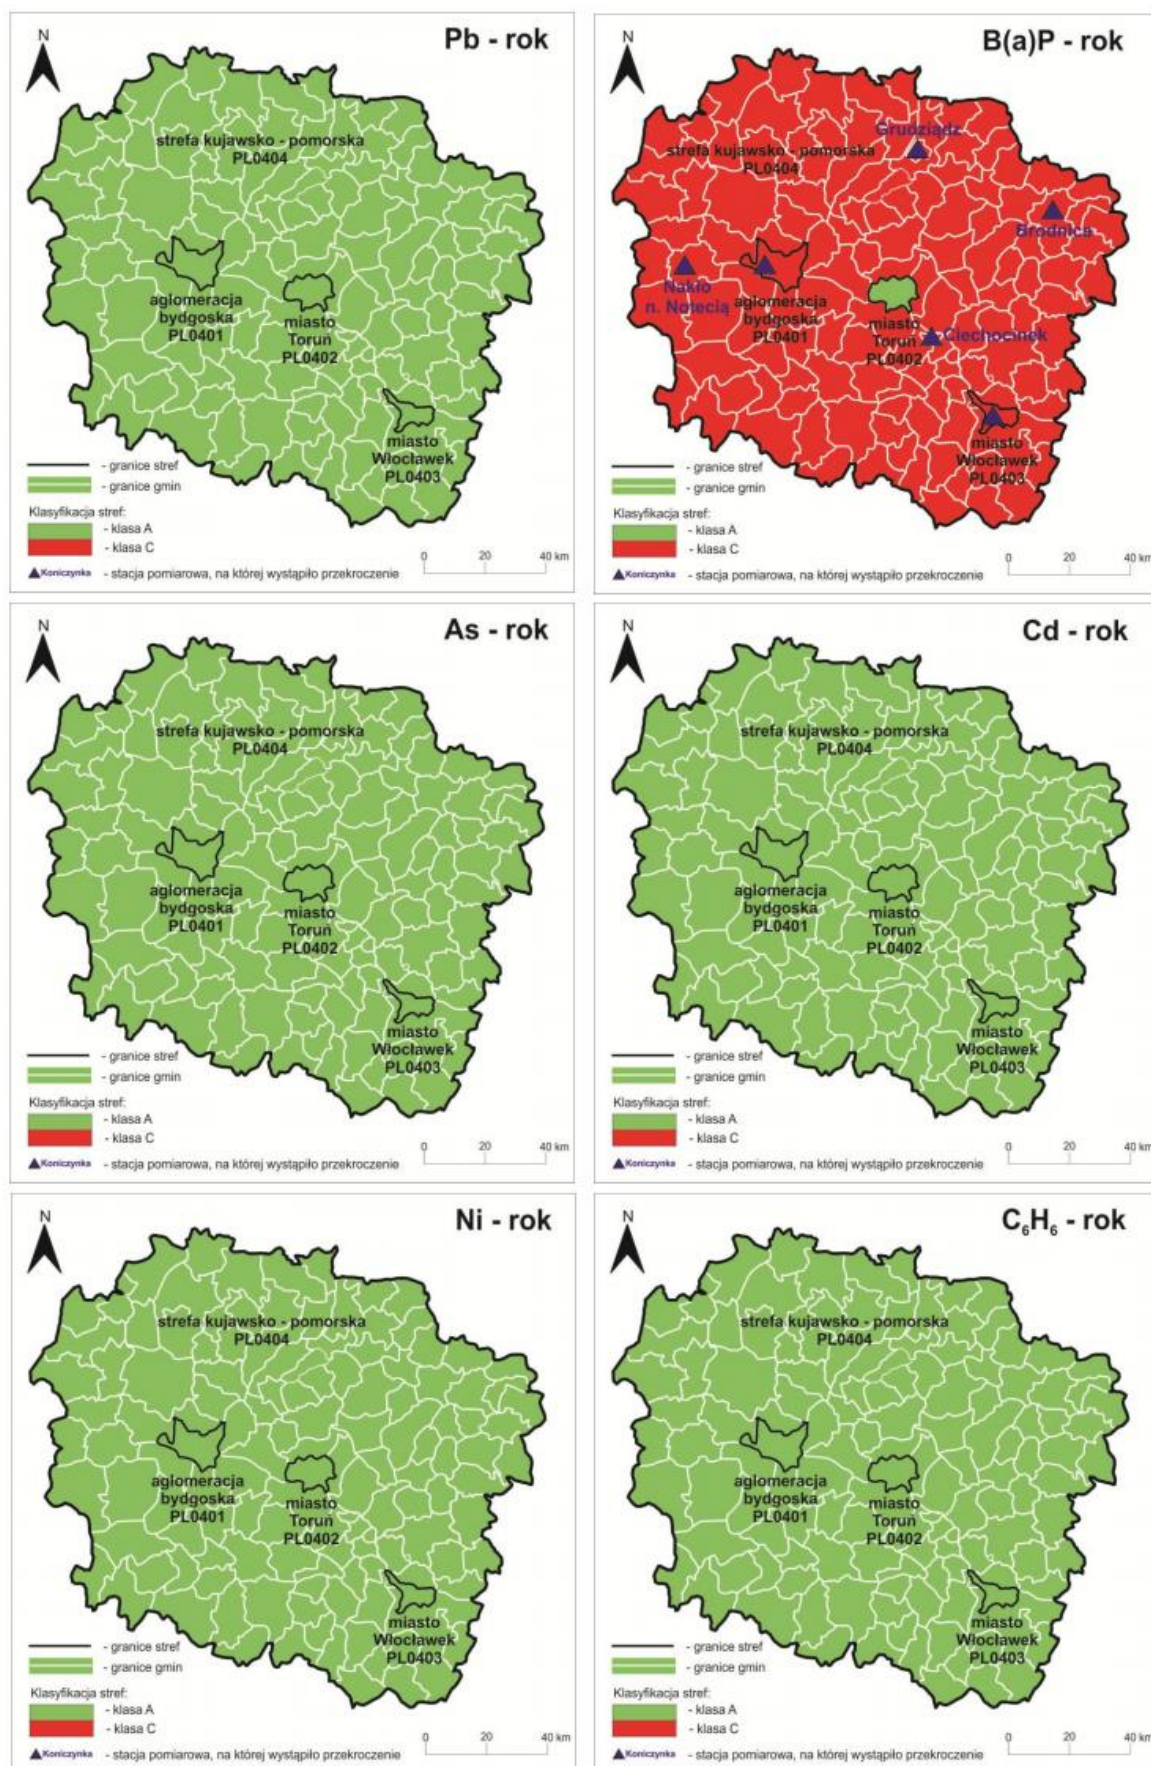 N
Pb - rok
strefa kujawsko - pomorska
PL0404
aglomeracja
bydgoska
PL0401
miasto
Toruń
PL0402
miasto
Włocławek
PL0403
- granice stref
- granice gmin
Klasyfikacja stref:
- klasa A
- klasa C
Koniczynka - stacja pomiarowa, na której wystąpiło przekroczenie
0 20 40 km
N
B(a)P - rok
Grudziądz
strefa kujawsko - pomorska
PL0404
Brodnica
Nakło
n. Notecią
aglomeracja
bydgoska
PL0401
miasto
Toruń
PL0402
Ciechocinek
miasto
Włocławek
PL0403
- granice stref
- granice gmin
Klasyfikacja stref:
- klasa A
- klasa C
Koniczynka - stacja pomiarowa, na której wystąpiło przekroczenie
0 20 40 km
N
As - rok
strefa kujawsko - pomorska
PL0404
aglomeracja
bydgoska
PL0401
miasto
Toruń
PL0402
miasto
Włocławek
PL0403
- granice stref
- granice gmin
Klasyfikacja stref:
- klasa A
- klasa C
Koniczynka - stacja pomiarowa, na której wystąpiło przekroczenie
0 20 40 km
N
Cd - rok
strefa kujawsko - pomorska
PL0404
aglomeracja
bydgoska
PL0401
miasto
Toruń
PL0402
miasto
Włocławek
PL0403
- granice stref
- granice gmin
Klasyfikacja stref:
- klasa A
- klasa C
Koniczynka - stacja pomiarowa, na której wystąpiło przekroczenie
0 20 40 km
N
Ni - rok
strefa kujawsko - pomorska
PL0404
aglomeracja
bydgoska
PL0401
miasto
Toruń
PL0402
miasto
Włocławek
PL0403
- granice stref
- granice gmin
Klasyfikacja stref:
- klasa A
- klasa C
Koniczynka - stacja pomiarowa, na której wystąpiło przekroczenie
0 20 40 km
N
C₆H₆ - rok
strefa kujawsko - pomorska
PL0404
aglomeracja
bydgoska
PL0401
miasto
Toruń
PL0402
miasto
Włocławek
PL0403
- granice stref
- granice gmin
Klasyfikacja stref:
- klasa A
- klasa C
Koniczynka - stacja pomiarowa, na której wystąpiło przekroczenie
0 20 40 km